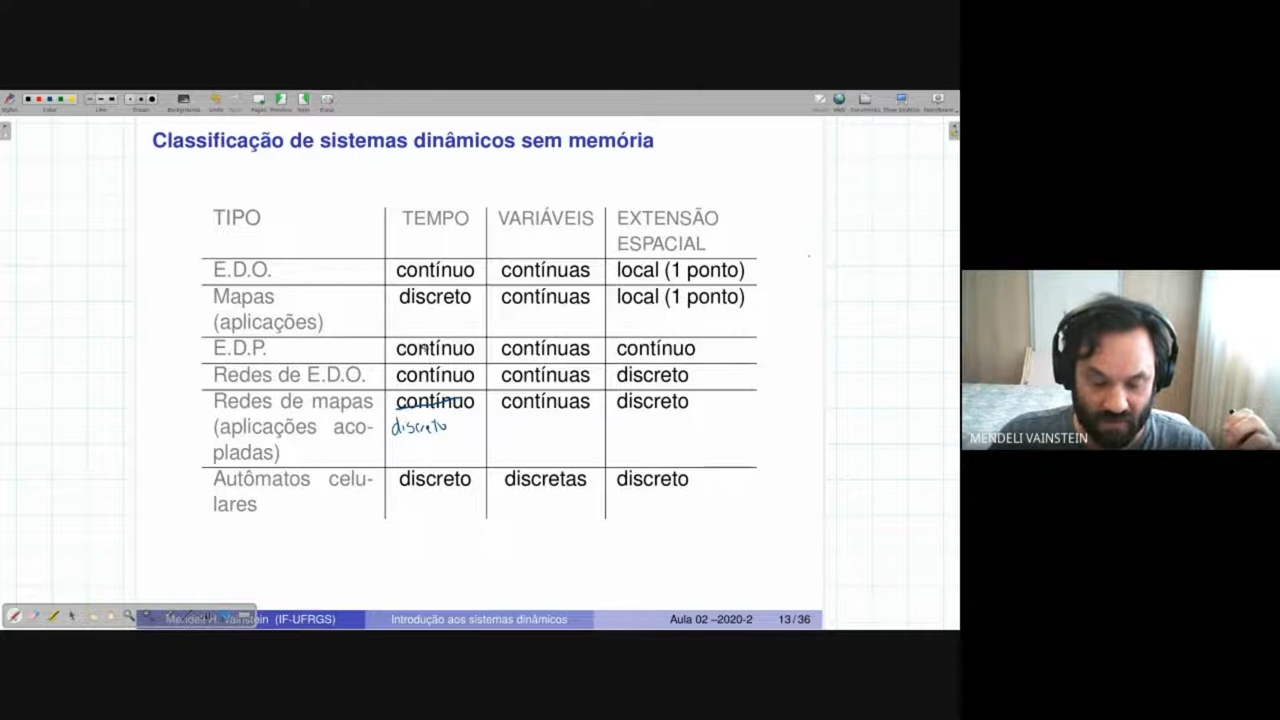 Classificação de sistemas dinâmicos sem memória
TIPO TEMPO VARIÁVEIS EXTENSÃO
ESPACIAL
E.D.O. contínuo contínuas local (1 ponto)
Mapas discreto contínuas local (1 ponto)
(aplicações)
E.D.P. contínuo contínuas contínuo
Redes de E.D.O. contínuo contínuas discreto
Redes de mapas contínuo contínuas discreto
(aplicações aco- discreto
pladas)
Autômatos celu- discreto discretas discreto
lares
MENDELI VAINSTEIN
Mendeli H. Vainstein (IF-UFRGS) Introdução aos sistemas dinâmicos Aula 02 –2020-2 13 / 36